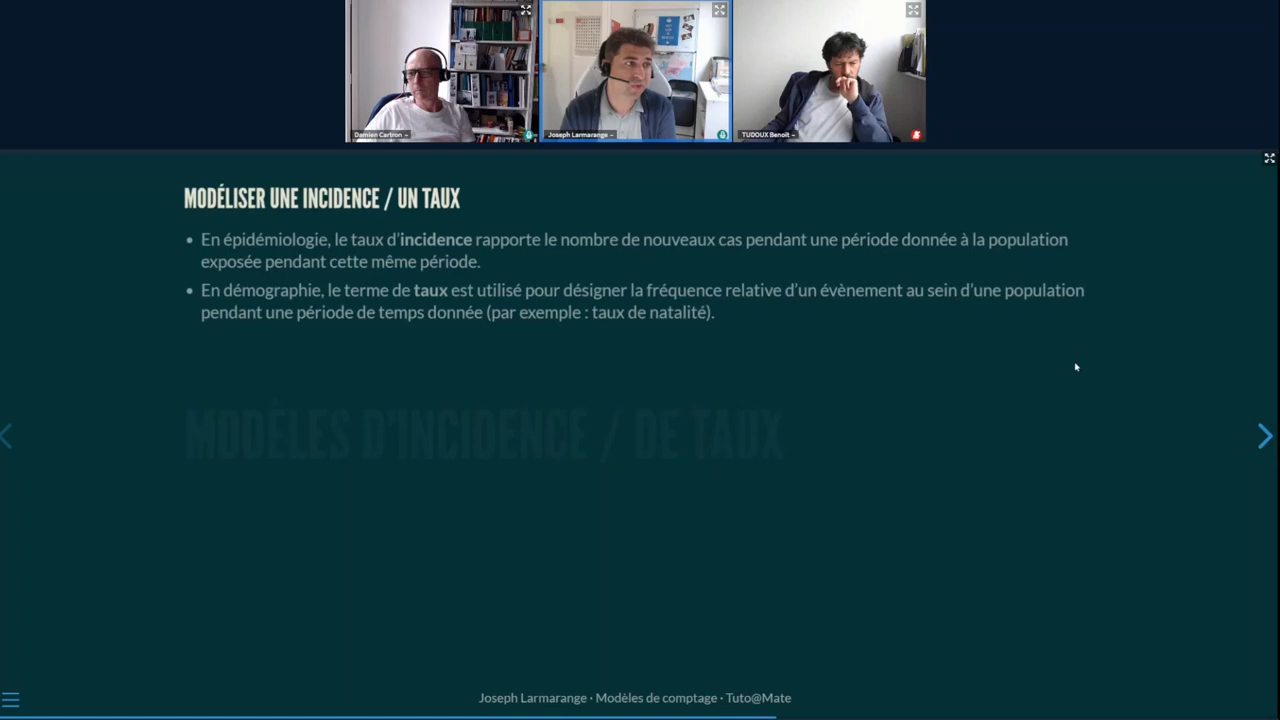 Damien Cartron
Joseph Larmarange
TUDOUX Benoit
MODÉLISER UNE INCIDENCE / UN TAUX
• En épidémiologie, le taux d’incidence rapporte le nombre de nouveaux cas pendant une période donnée à la population
exposée pendant cette même période.
• En démographie, le terme de taux est utilisé pour désigner la fréquence relative d’un évènement au sein d’une population
pendant une période de temps donnée (par exemple : taux de natalité).
MODÈLES D’INCIDENCE / DE TAUX
Joseph Larmarange · Modèles de comptage · Tuto@Mate